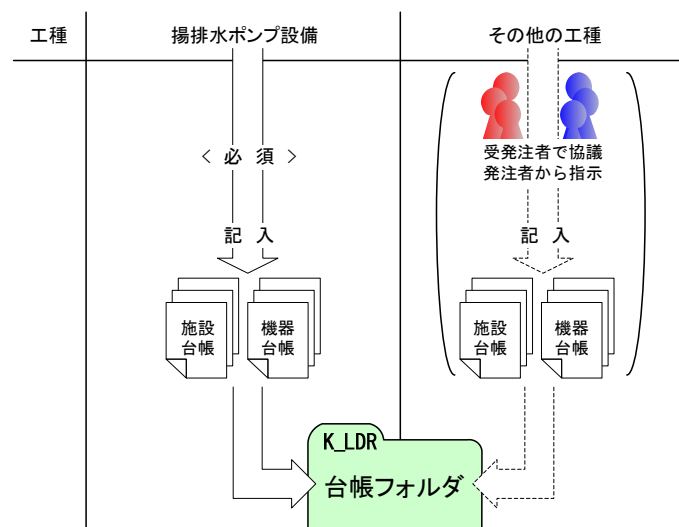 工種
揚排水ポンプ設備
その他の工種
受発注者で協議
発注者から指示
< 必 須 >
記 入
記 入
施設
台帳
機器
台帳
施設
台帳
機器
台帳
K_LDR
台帳フォルダ